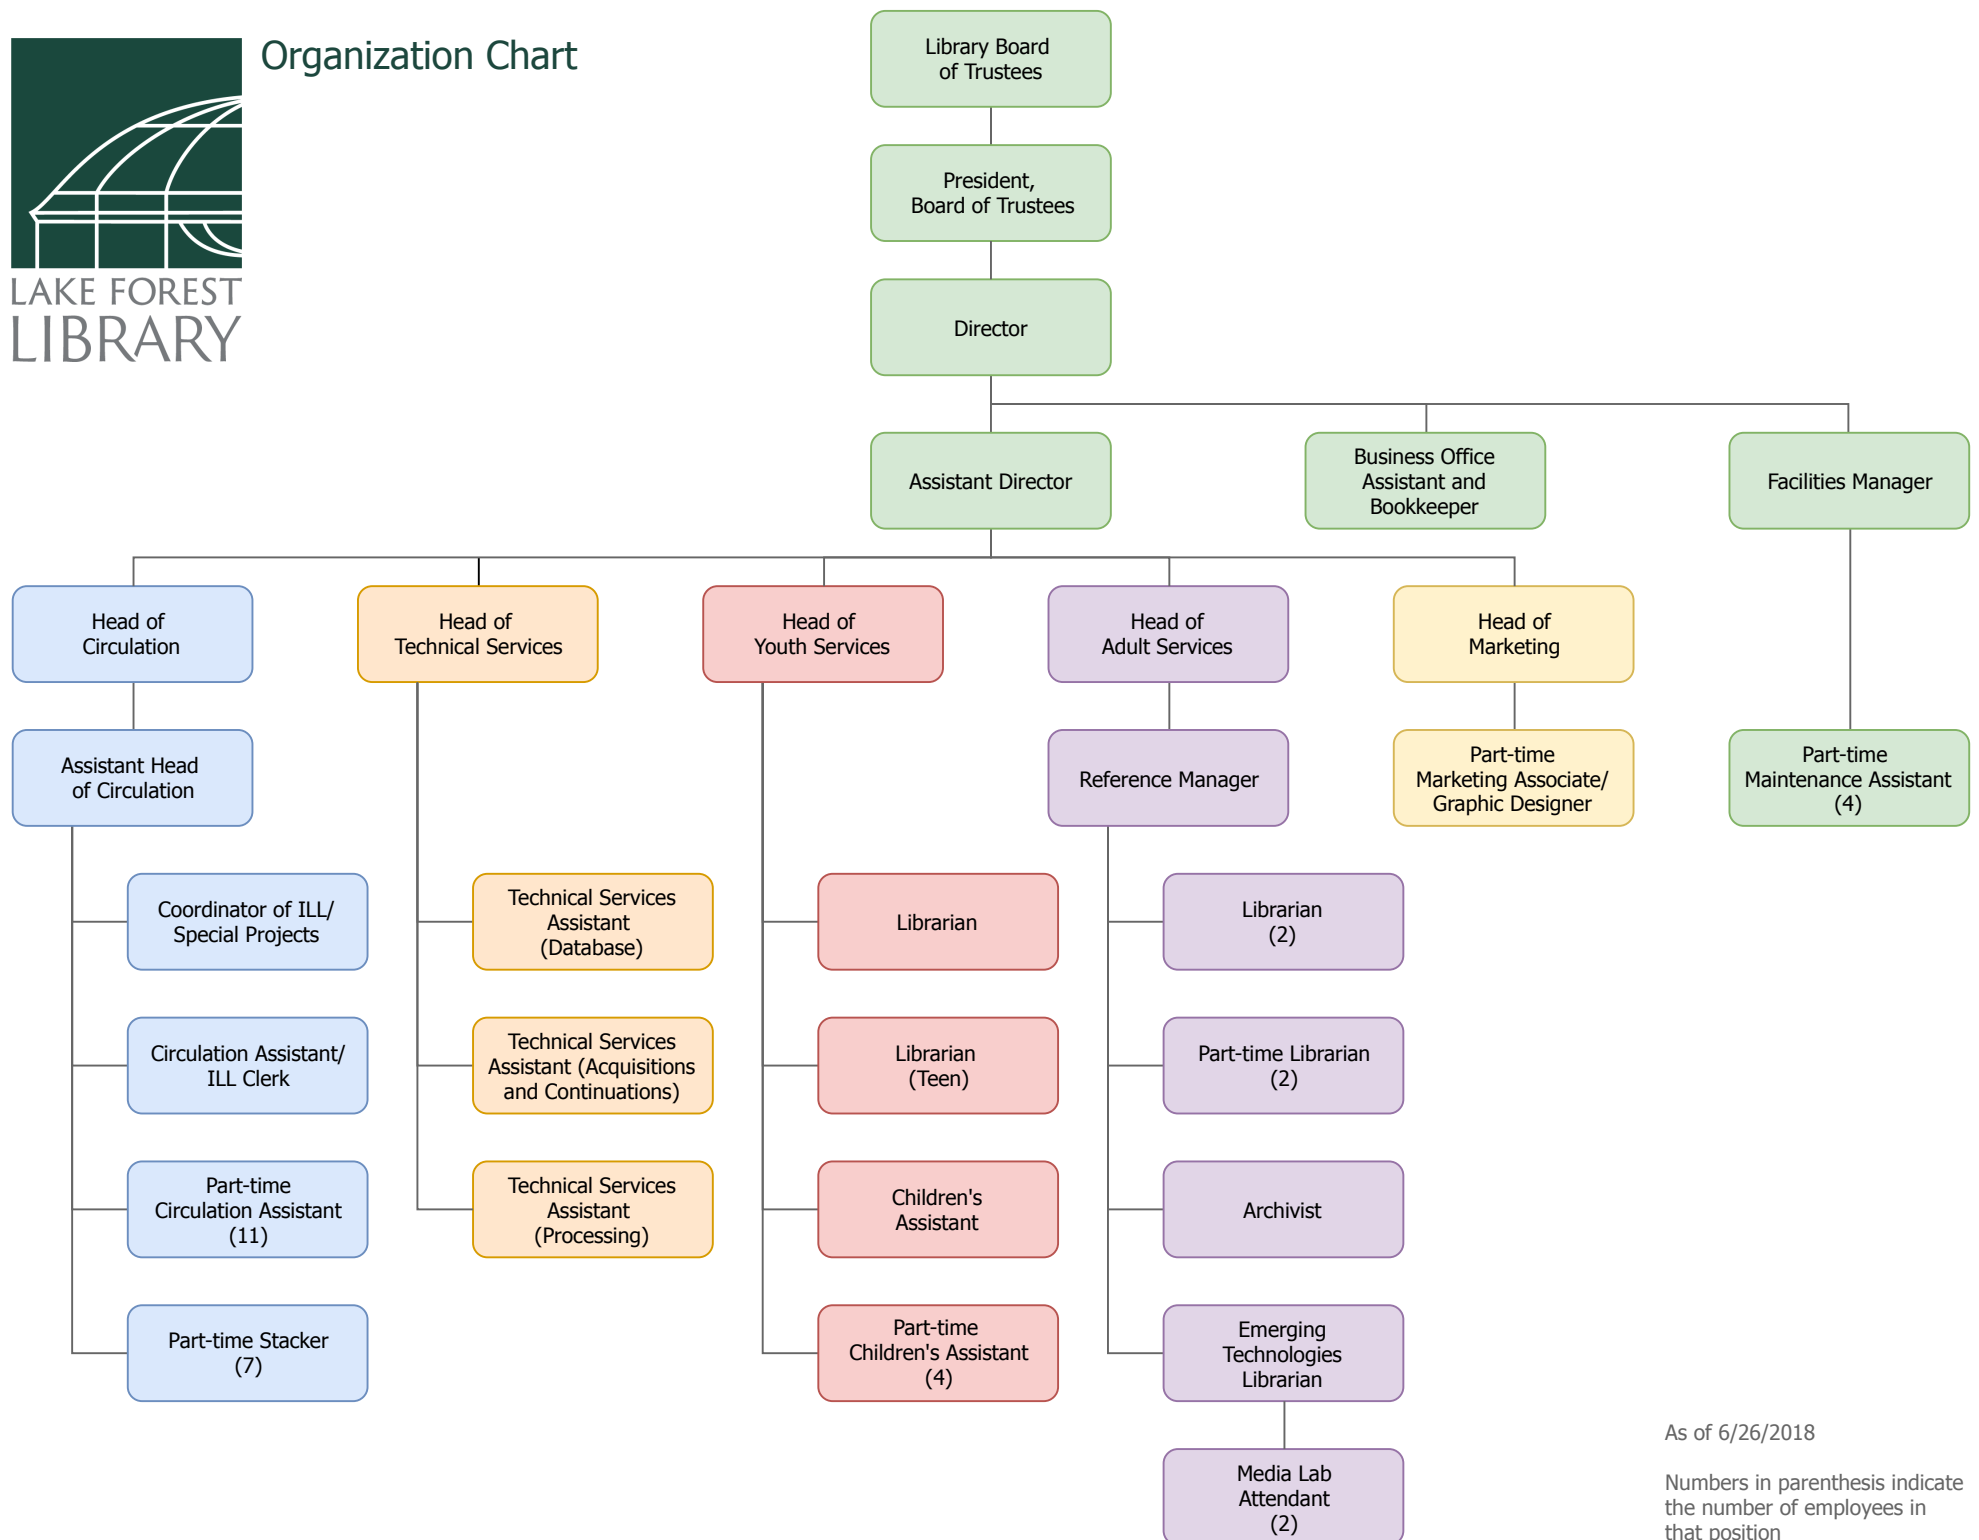 Organization Chart
LAKE FOREST
LIBRARY
Library Board
of Trustees
President,
Board of Trustees
Director
Assistant Director
Business Office
Assistant and
Bookkeeper
Facilities Manager
Head of
Circulation
Head of
Technical Services
Head of
Youth Services
Head of
Adult Services
Head of
Marketing
Assistant Head
of Circulation
Reference Manager
Part-time
Marketing Associate/
Graphic Designer
Part-time
Maintenance Assistant
(4)
Coordinator of ILL/
Special Projects
Technical Services
Assistant
(Database)
Librarian
Librarian
(2)
Circulation Assistant/
ILL Clerk
Technical Services
Assistant (Acquisitions
and Continuations)
Librarian
(Teen)
Part-time Librarian
(2)
Part-time
Circulation Assistant
(11)
Technical Services
Assistant
(Processing)
Children's
Assistant
Archivist
Part-time Stacker
(7)
Part-time
Children's Assistant
(4)
Emerging
Technologies
Librarian
Media Lab
Attendant
(2)
As of 6/26/2018
Numbers in parenthesis indicate
the number of employees in
that position